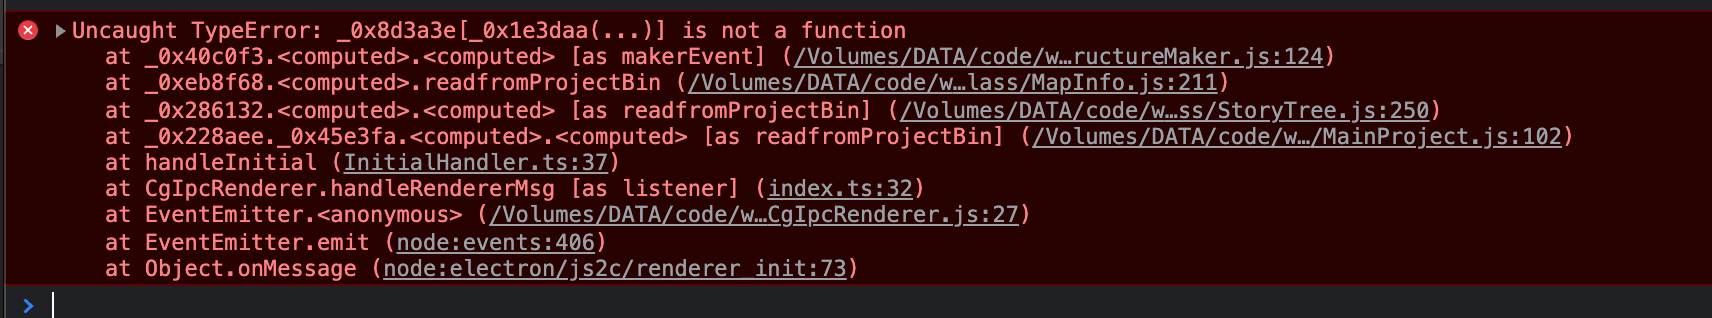 Uncaught TypeError: _0x8d3a3e[_0x1e3daa(...)] is not a function
at _0x40c0f3.<computed>.<computed> [as makerEvent] (/Volumes/DATA/code/w…ructureMaker.js:124)
at _0xeb8f68.<computed>.readfromProjectBin (/Volumes/DATA/code/w…lass/MapInfo.js:211)
at _0x286132.<computed>.<computed> [as readfromProjectBin] (/Volumes/DATA/code/w…ss/StoryTree.js:250)
at _0x228aee._0x45e3fa.<computed>.<computed> [as readfromProjectBin] (/Volumes/DATA/code/w…/MainProject.js:102)
at handleInitial (InitialHandler.ts:37)
at CgIpcRenderer.handleRendererMsg [as listener] (index.ts:32)
at EventEmitter.<anonymous> (/Volumes/DATA/code/w…CgIpcRenderer.js:27)
at EventEmitter.emit (node:events:406)
at Object.onMessage (node:electron/js2c/renderer_init:73)